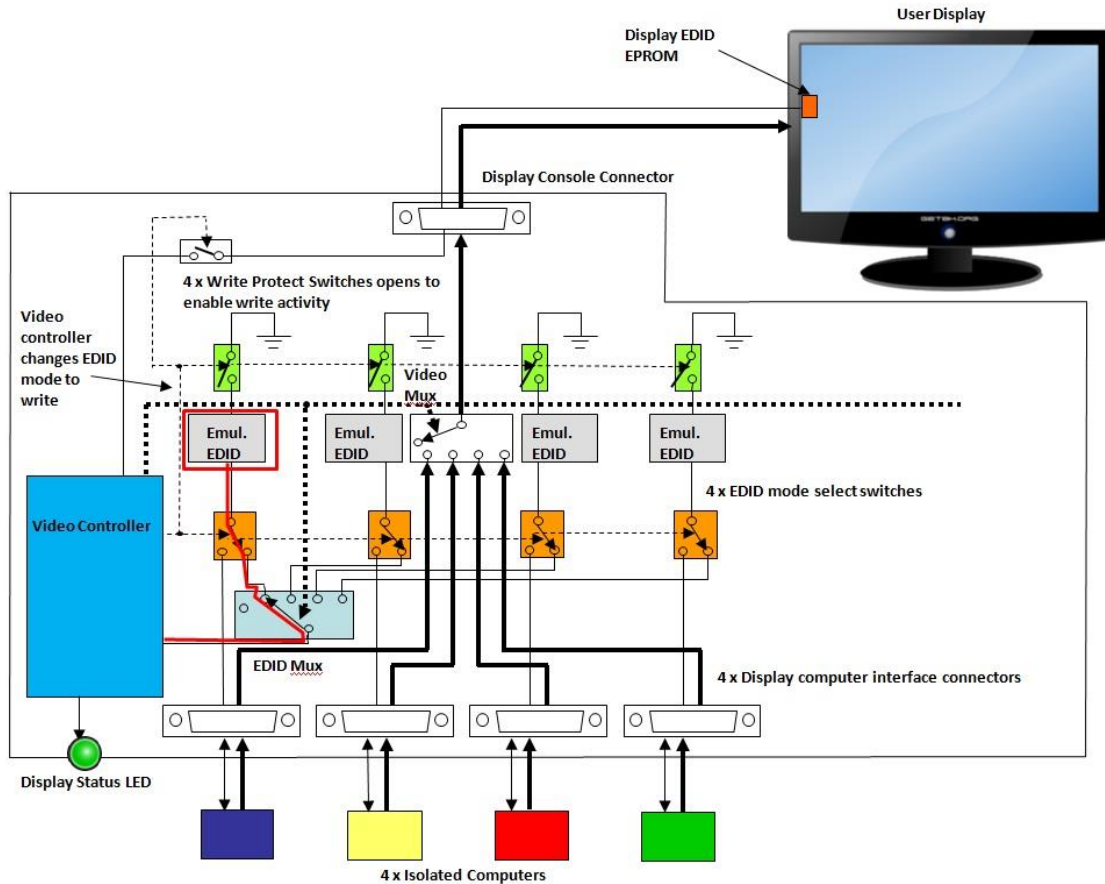 User Display
Display EDID
EPROM
GETEK.ORG
Display Console Connector
4 x Write Protect Switches opens to
enable write activity
Video
controller
changes EDID
mode to
write
Video
Mux
Emul.
EDID
Emul.
EDID
Emul.
EDID
Emul.
EDID
4 x EDID mode select switches
Video Controller
EDID Mux
4 x Display computer interface connectors
Display Status LED
4 x Isolated Computers